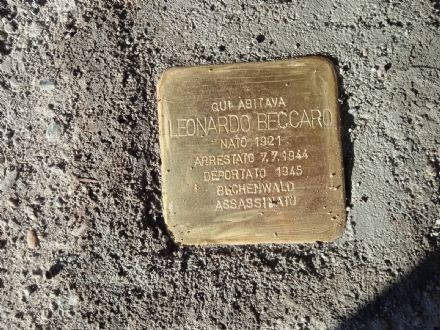 QUI ABITAVA
LEONARDO BECCARO
NATO 1921
ARRESTATO 7.7.1944
DEPORTATO 1945
BUCHENWALD
ASSASSINATO